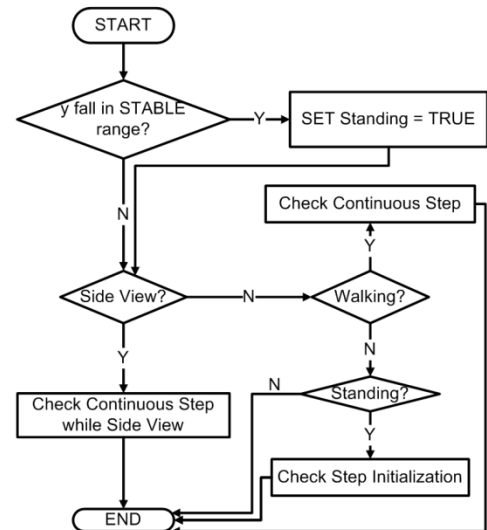 START
y fall in STABLE
range?
Y
SET Standing = TRUE
N
Check Continuous Step
Y
Side View?
N
Walking?
Y
N
Check Continuous Step
while Side View
N
Standing?
Y
Check Step Initialization
END